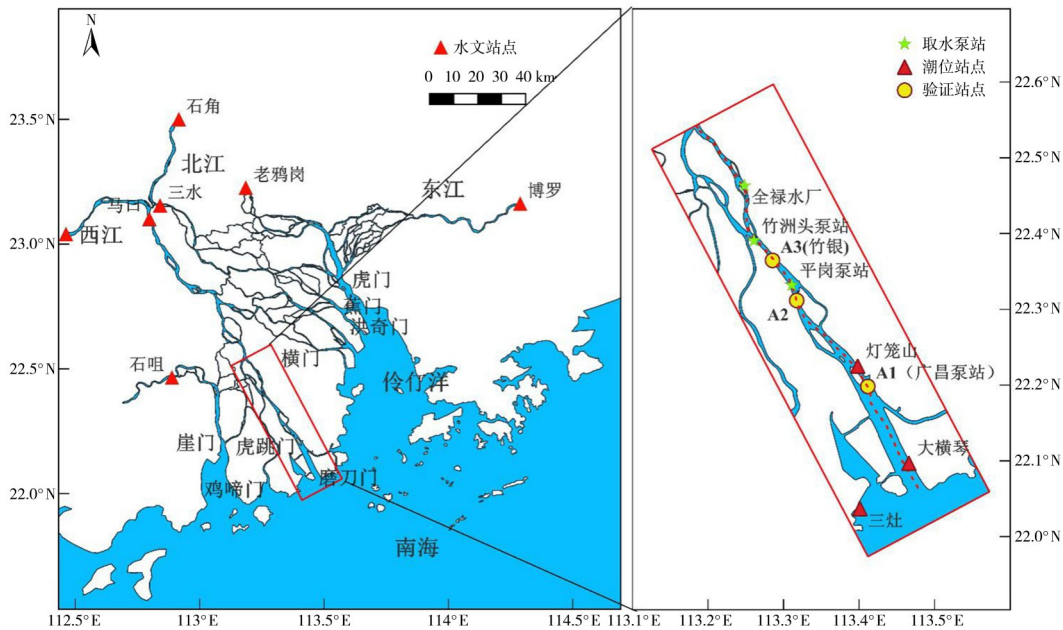 N
水文站点
0 10 20 30 40 km
23.5°N
23.0°N
22.5°N
22.0°N
石角
北江
老鸦岗
三水
马口
西江
东江
博罗
虎门
蕉门
洪奇门
横门
伶仃洋
石咀
崖门
虎跳门
鸡啼门
磨刀门
南海
112.5°E
113.0°E
113.5°E
114.0°E
114.5°E
取水泵站
潮位站点
验证站点
全禄水厂
竹洲头泵站
A3(竹银)
平岗泵站
A2
灯笼山
A1（广昌泵站）
大横琴
三灶
22.6°N
22.5°N
22.4°N
22.3°N
22.2°N
22.1°N
22.0°N
113.1°E
113.2°E
113.3°E
113.4°E
113.5°E